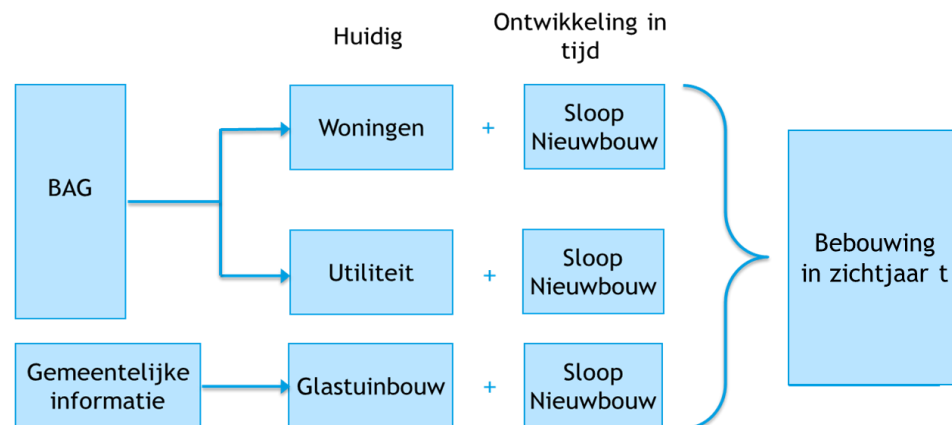 Huidig
Ontwikkeling in
tijd
BAG
Woningen
+
Sloop
Nieuwbouw
Utiliteit
+
Sloop
Nieuwbouw
Gemeentelijke
informatie
Glastuinbouw
+
Sloop
Nieuwbouw
Bebouwing
in zichtjaar t